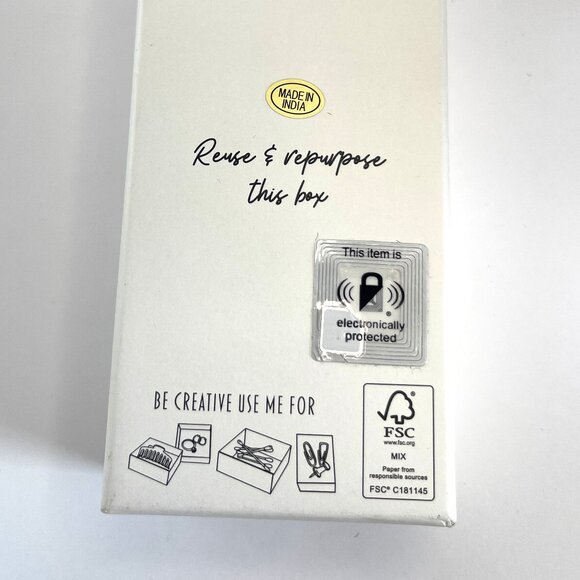 MADE IN
INDIA
Reuse & repurpose
this box
This item is
®
electronically
protected
BE CREATIVE USE ME FOR
FSC
www.fsc.org
MIX
Paper from
responsible sources
FSC® C181145